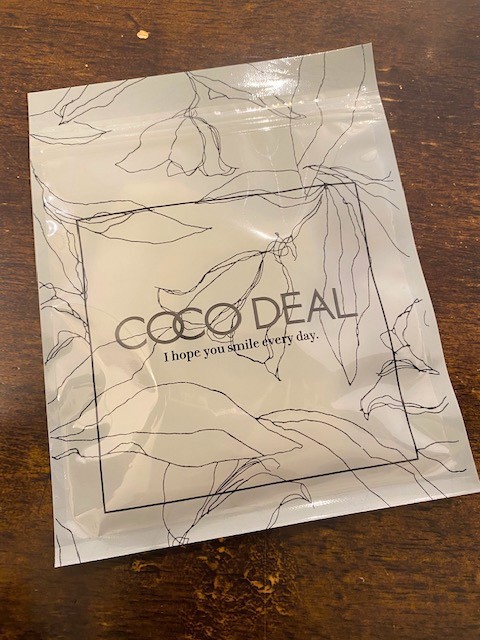 COCO DEAL
I hope you smile every day.